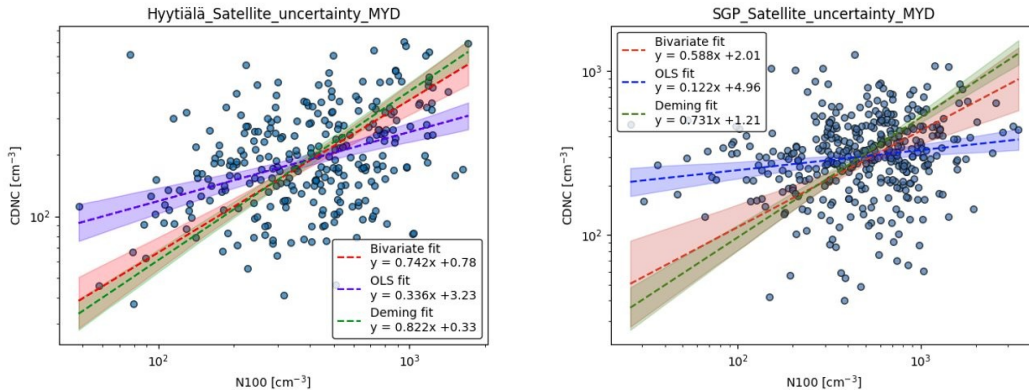 Hyytiälä_Satellite_uncertainty_MYD
CDNC [cm⁻³]
10²
Bivariate fit
y = 0.742x +0.78
OLS fit
y = 0.336x +3.23
Deming fit
y = 0.822x +0.33
10² 10³
N100 [cm⁻³]
SGP_Satellite_uncertainty_MYD
CDNC [cm⁻³]
10³
10²
Bivariate fit
y = 0.588x +2.01
OLS fit
y = 0.122x +4.96
Deming fit
y = 0.731x +1.21
10² 10³
N100 [cm⁻³]